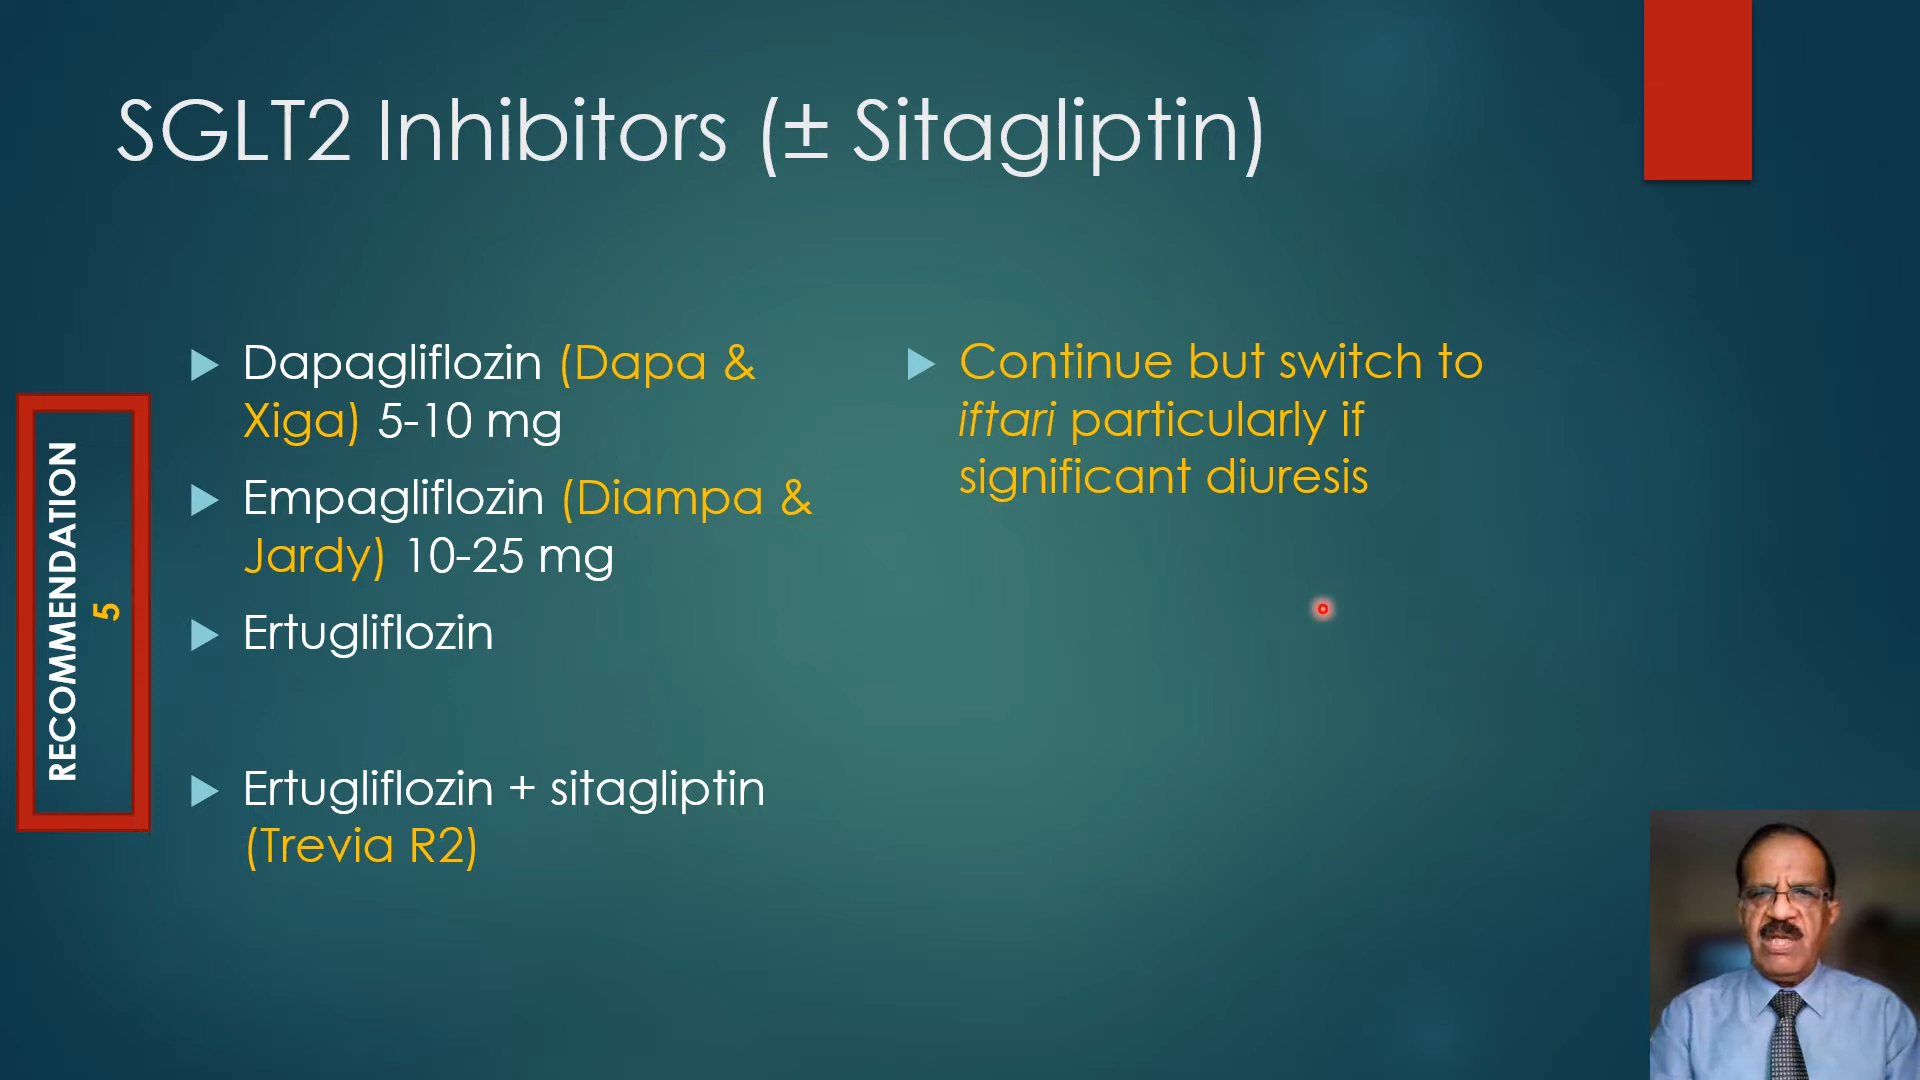 SGLT2 Inhibitors (± Sitagliptin)
RECOMMENDATION
5
Dapagliflozin (Dapa &
Xiga) 5-10 mg
Empagliflozin (Diampa &
Jardy) 10-25 mg
Ertugliflozin
Ertugliflozin + sitagliptin
(Trevia R2)
Continue but switch to
iftari particularly if
significant diuresis